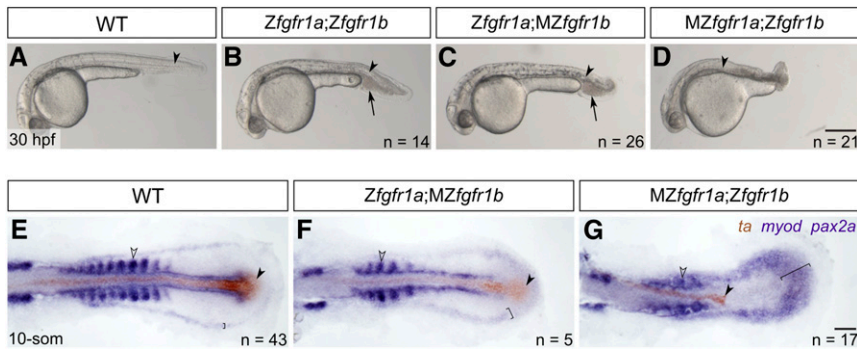 WT
Zfgfr1a;Zfgfr1b
Zfgfr1a;MZfgfr1b
MZfgfr1a;Zfgfr1b
A
B
C
D
30 hpf
n = 14
n = 26
n = 21
WT
Zfgfr1a;MZfgfr1b
MZfgfr1a;Zfgfr1b
E
F
G
ta myod pax2a
10-som
n = 43
n = 5
n = 17